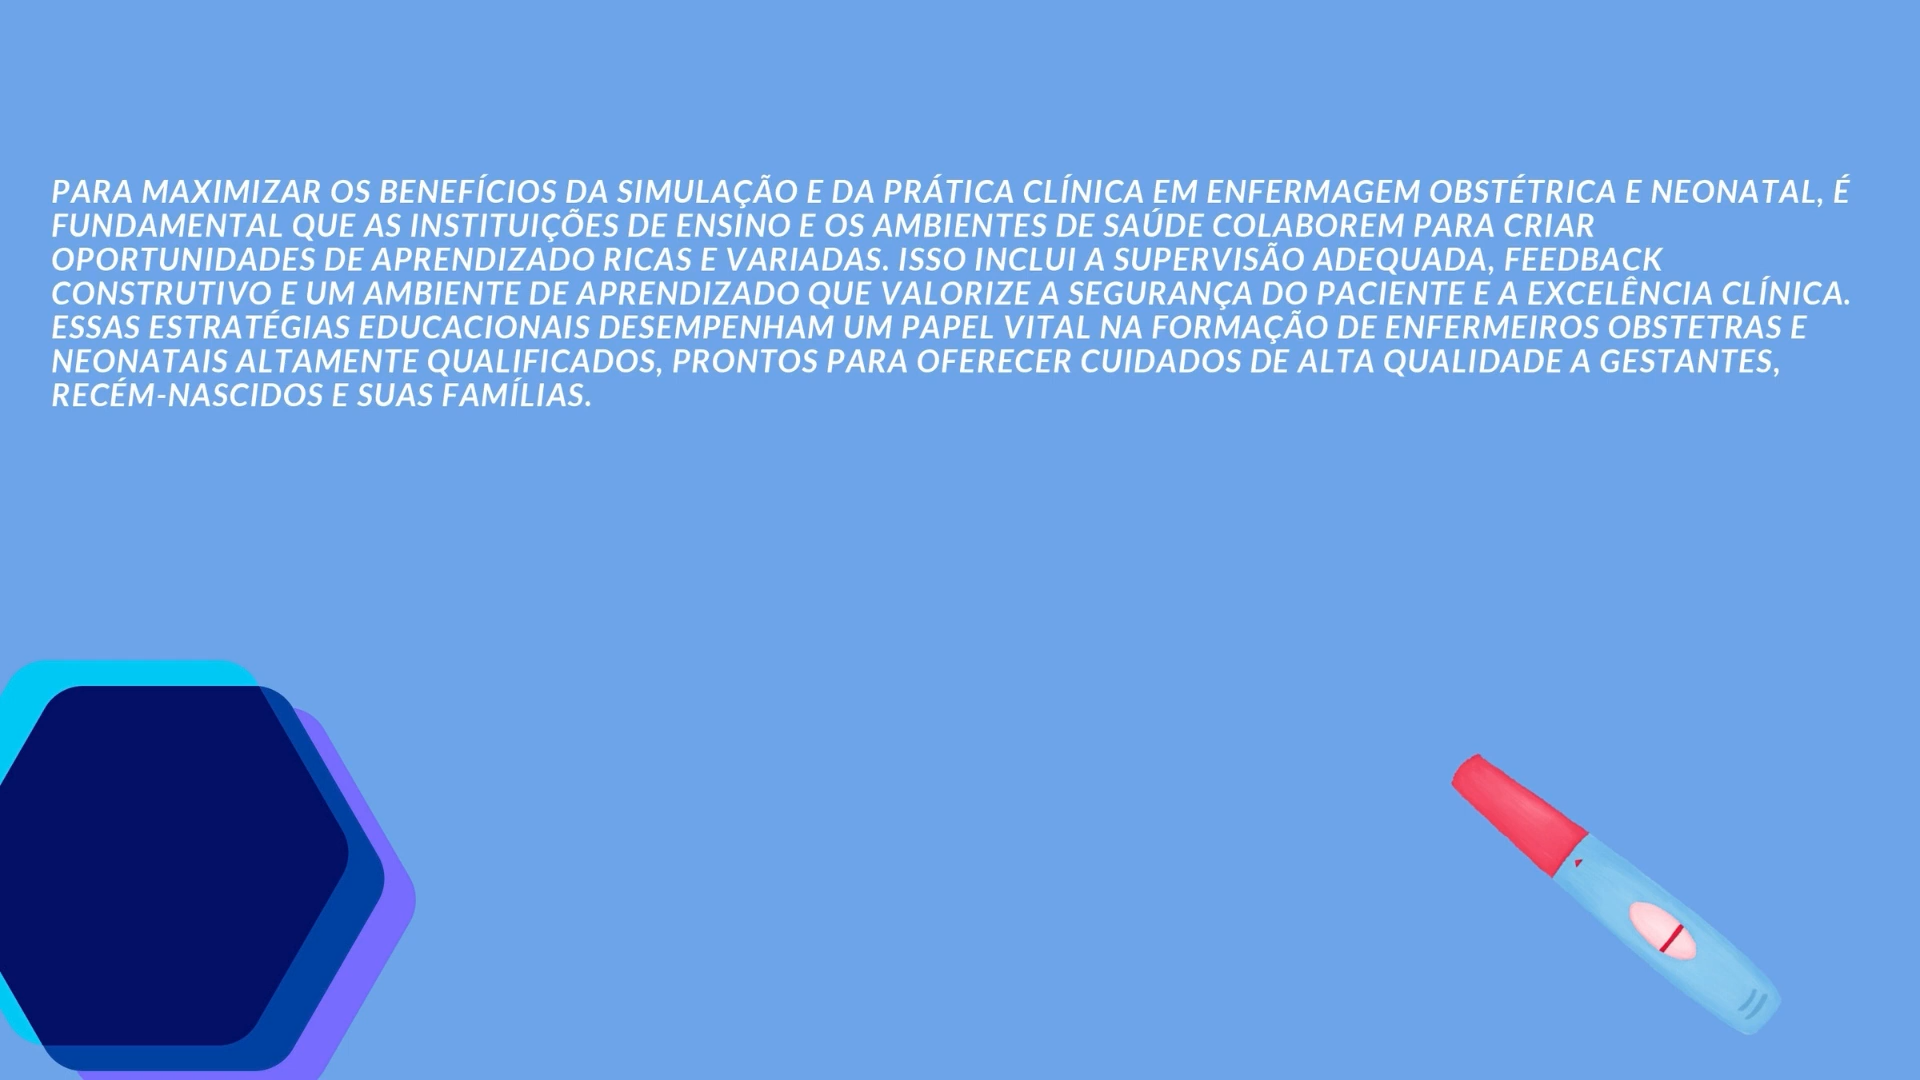 PARA MAXIMIZAR OS BENEFÍCIOS DA SIMULAÇÃO E DA PRÁTICA CLÍNICA EM ENFERMAGEM OBSTÉTRICA E NEONATAL, É
FUNDAMENTAL QUE AS INSTITUIÇÕES DE ENSINO E OS AMBIENTES DE SAÚDE COLABOREM PARA CRIAR
OPORTUNIDADES DE APRENDIZADO RICAS E VARIADAS. ISSO INCLUI A SUPERVISÃO ADEQUADA, FEEDBACK
CONSTRUTIVO E UM AMBIENTE DE APRENDIZADO QUE VALORIZE A SEGURANÇA DO PACIENTE E A EXCELÊNCIA CLÍNICA.
ESSAS ESTRATÉGIAS EDUCACIONAIS DESEMPENHAM UM PAPEL VITAL NA FORMAÇÃO DE ENFERMEIROS OBSTETRAS E
NEONATAIS ALTAMENTE QUALIFICADOS, PRONTOS PARA OFERECER CUIDADOS DE ALTA QUALIDADE A GESTANTES,
RECÉM-NASCIDOS E SUAS FAMÍLIAS.